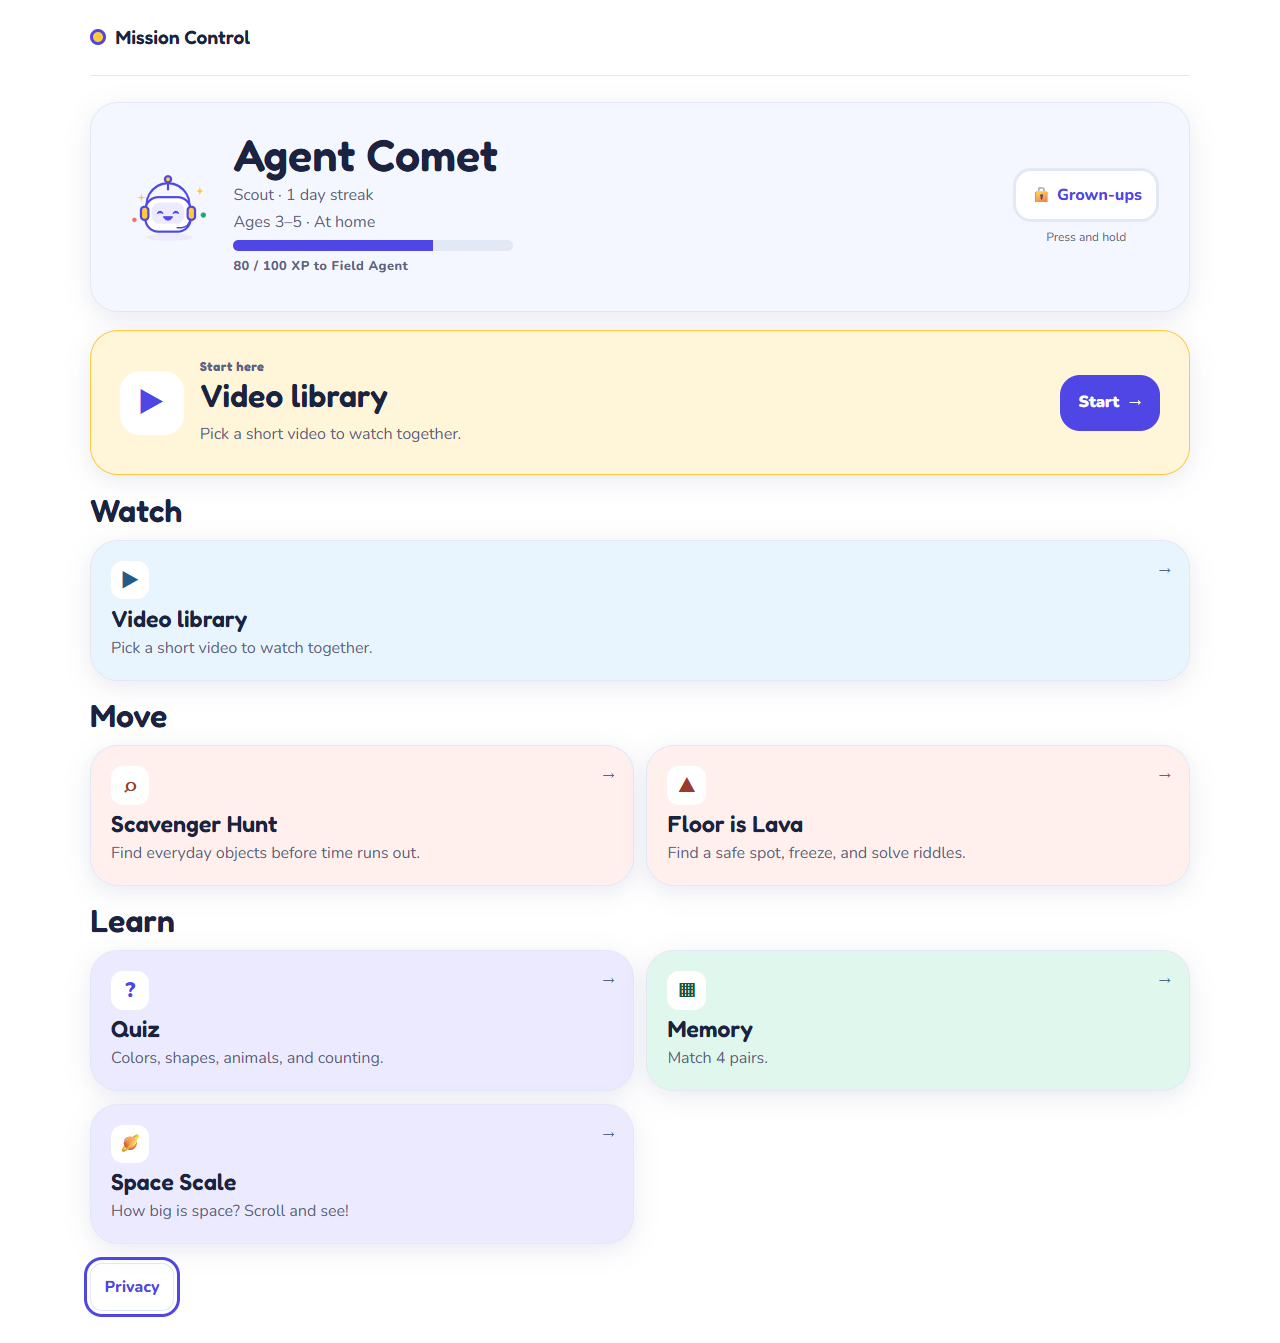 Mission Control
Agent Comet
Scout · 1 day streak
Ages 3–5 · At home
80 / 100 XP to Field Agent
Grown-ups
Press and hold
Start here
Video library
Pick a short video to watch together.
Start →
Watch
→
Video library
Pick a short video to watch together.
Move
→
Scavenger Hunt
Find everyday objects before time runs out.
→
Floor is Lava
Find a safe spot, freeze, and solve riddles.
Learn
? →
Quiz
Colors, shapes, animals, and counting.
→
Memory
Match 4 pairs.
→
Space Scale
How big is space? Scroll and see!
Privacy